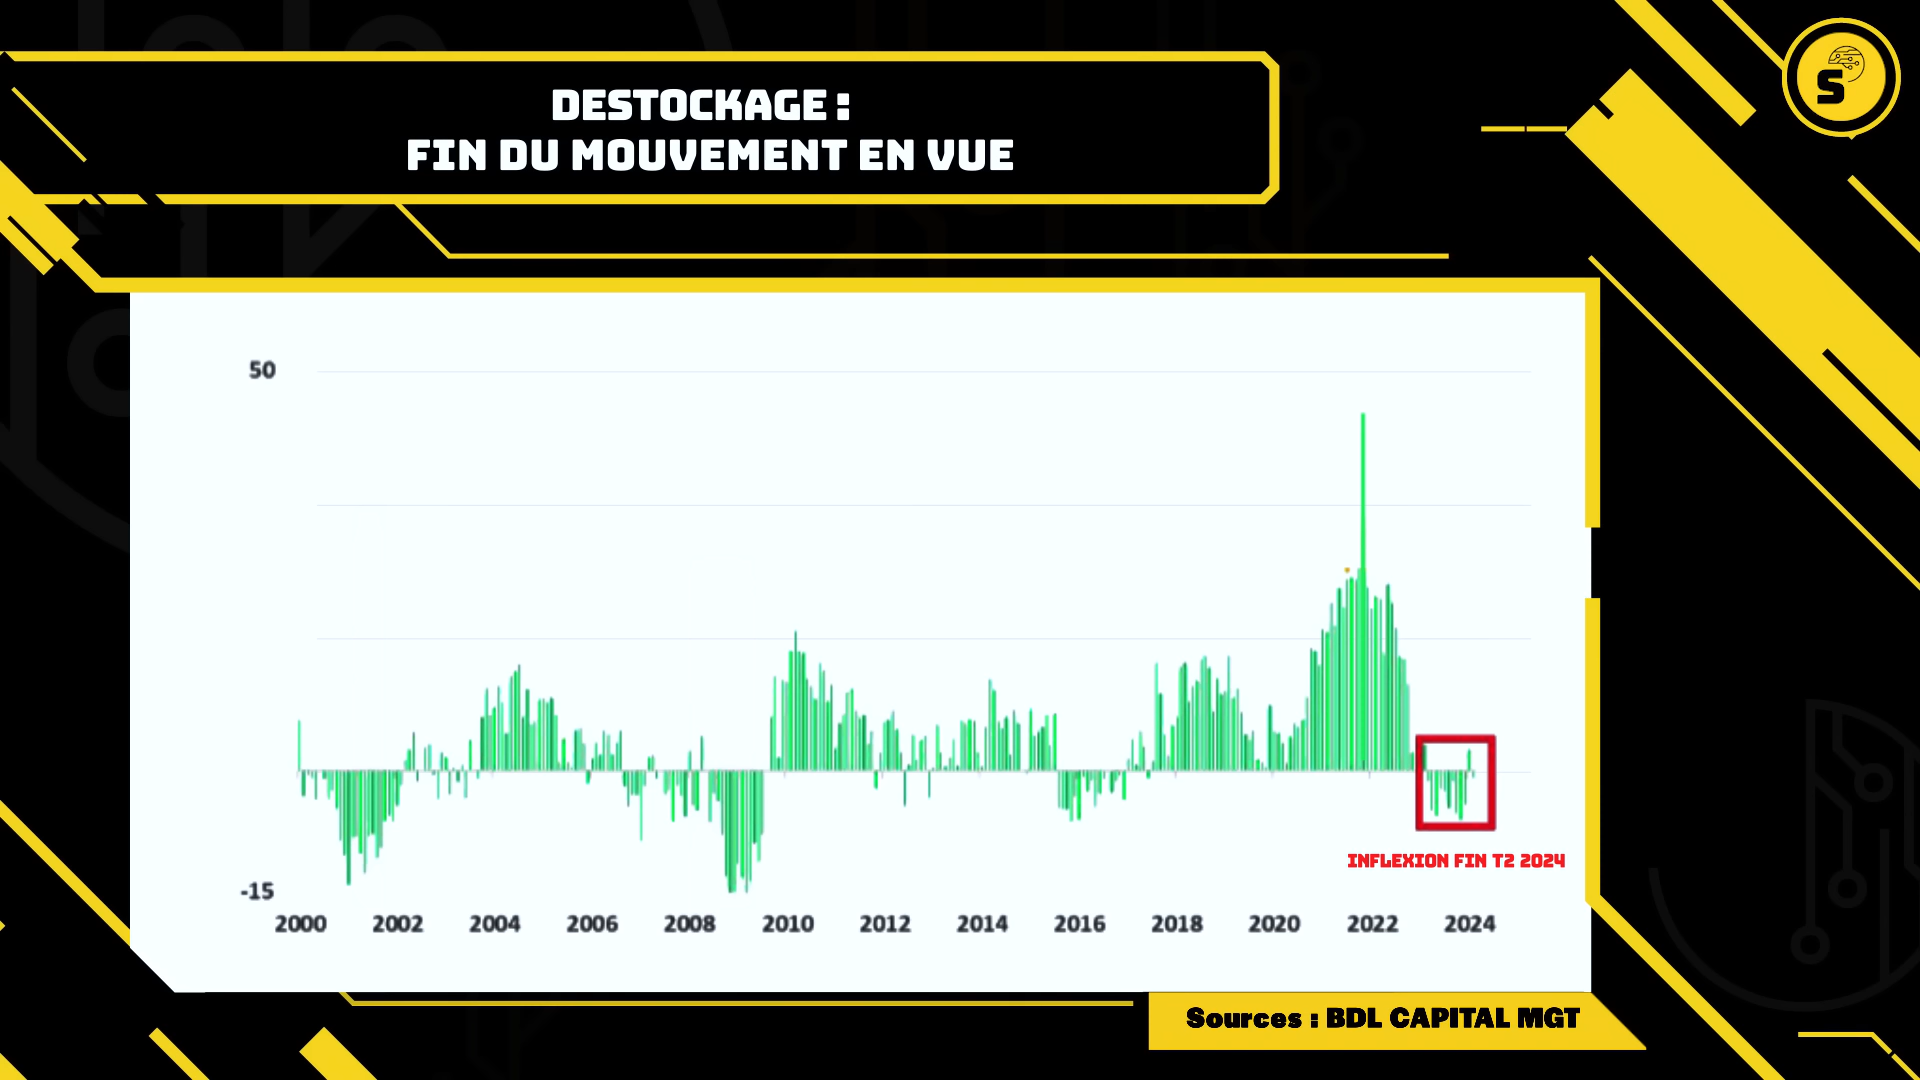 S
DESTOCKAGE :
FIN DU MOUVEMENT EN VUE
50
-15
2000 2002 2004 2006 2008 2010 2012 2014 2016 2018 2020 2022 2024
INFLEXION FIN T2 2024
Sources : BDL CAPITAL MGT